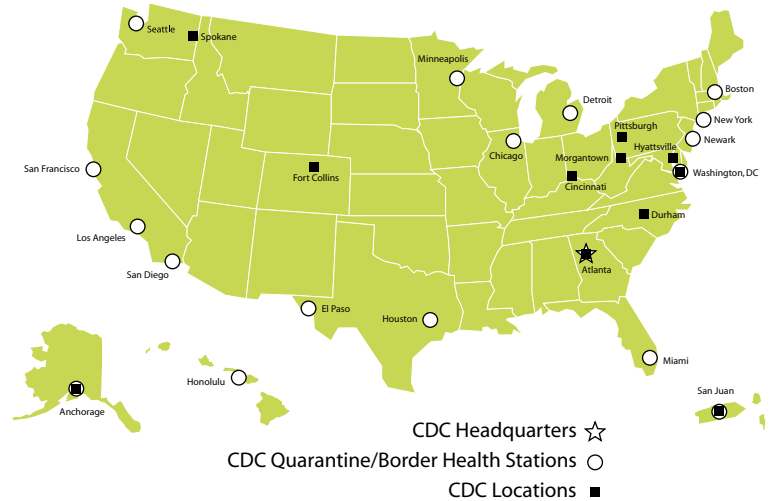 Seattle
Spokane
Minneapolis
Boston
Detroit
New York
Pittsburgh
Newark
Hyattsville
Chicago
Morgantown
San Francisco
Washington, DC
Fort Collins
Cincinnati
Durham
Los Angeles
Atlanta
San Diego
El Paso
Houston
Miami
Honolulu
San Juan
Anchorage
CDC Headquarters
CDC Quarantine/Border Health Stations
CDC Locations